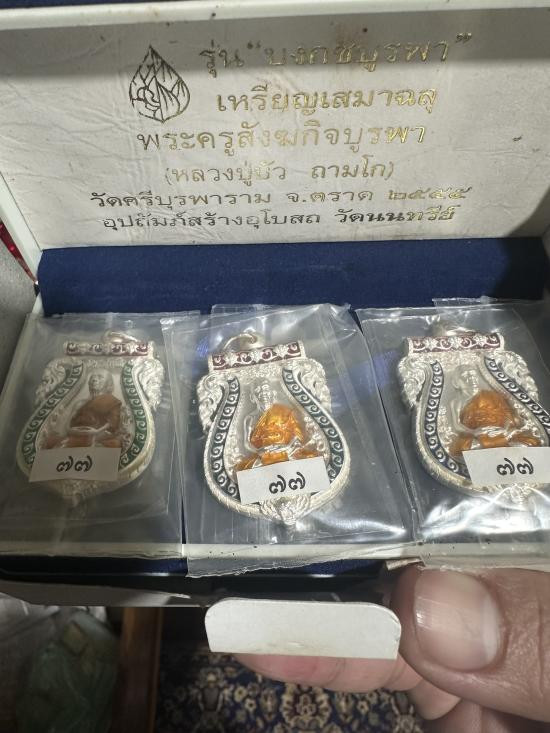 รุ่น "บงกชบูรพา"
เหรียญเสมาฉลุ
พระครูสังฆกิจบูรพา
(หลวงปู่บัว ถามโก)
วัดศรีบุรพาราม จ.ตราด ๒๕๕๕
อุปถัมภ์สร้างอุโบสถ วัดนนทรีย์
๗๗
๗๗
๗๗